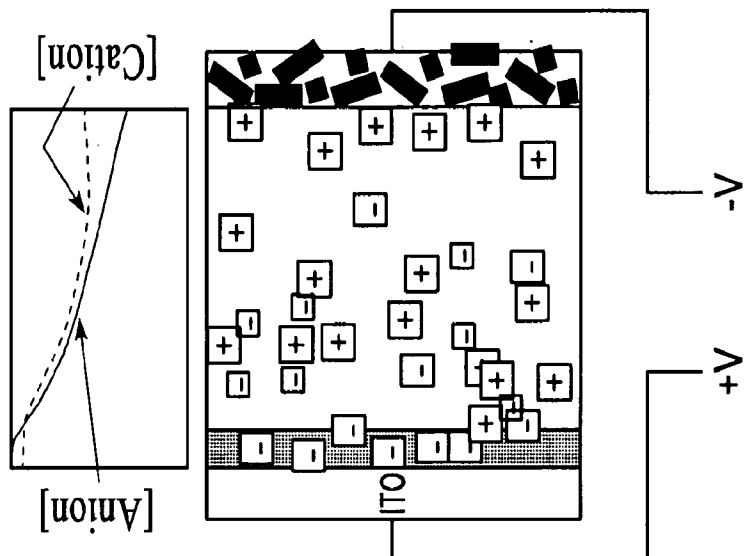 [Cation]
[Anion]
ITO
-V
+V